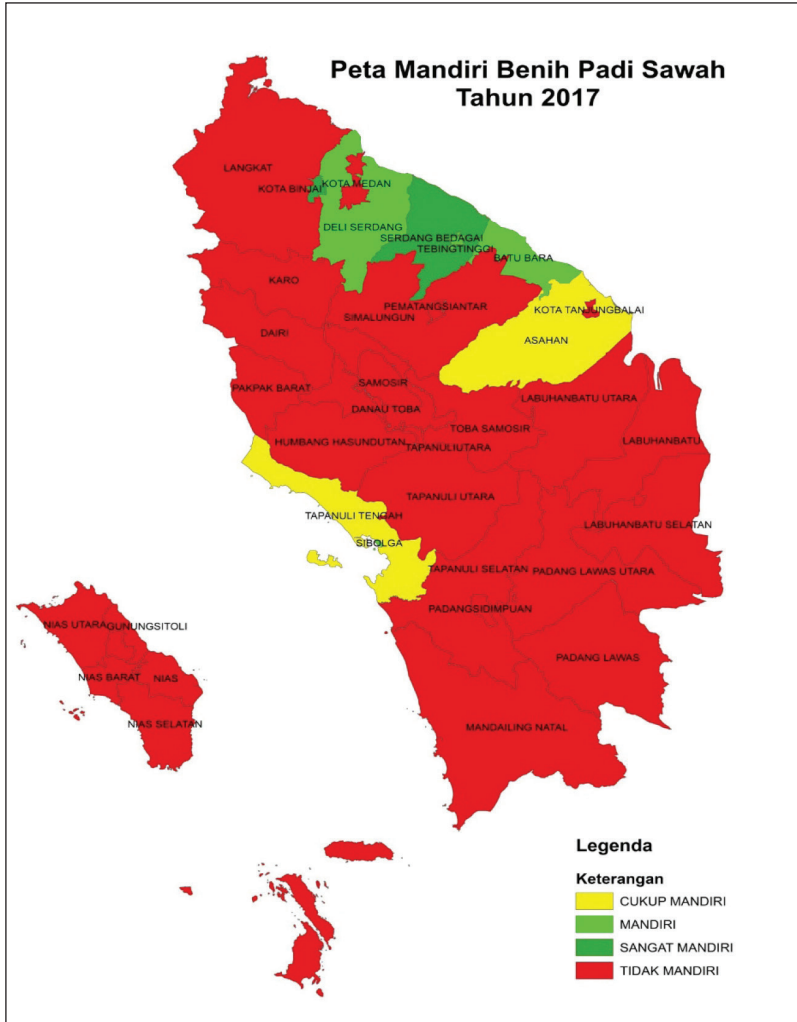 Peta Mandiri Benih Padi Sawah
Tahun 2017
LANGKAT
KOTA BINJAI
KOTA MEDAN
DELI SERDANG
SERDANG BEDAGAI
TEBINGTINGGI
BATU BARA
KARO
PEMATANGSIANTAR
SIMALUNGUN
KOTA TANJUNGBALAI
ASAHAN
DAIRI
PAKPAK BARAT
SAMOSIR
DANAU TOBA
LABUHANBATU UTARA
TOBA SAMOSIR
HUMBANG HASUNDUTAN
TAPANULIUTARA
LABUHANBATU
TAPANULI UTARA
TAPANULI TENGAH
LABUHANBATU SELATAN
SIBOLGA
TAPANULI SELATAN
PADANG LAWAS UTARA
PADANGSIDIMPUAN
NIAS UTARA
GUNUNGSITOLI
PADANG LAWAS
NIAS BARAT
NIAS
NIAS SELATAN
MANDAILING NATAL
Legenda
Keterangan
CUKUP MANDIRI
MANDIRI
SANGAT MANDIRI
TIDAK MANDIRI